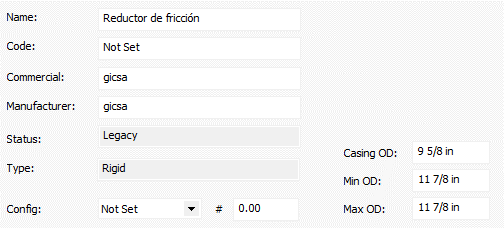 Name: Reductor de fricción
Code: Not Set
Commercial: gicsa
Manufacturer: gicsa
Status: Legacy
Type: Rigid
Casing OD: 9 5/8 in
Min OD: 11 7/8 in
Config: Not Set # 0.00
Max OD: 11 7/8 in